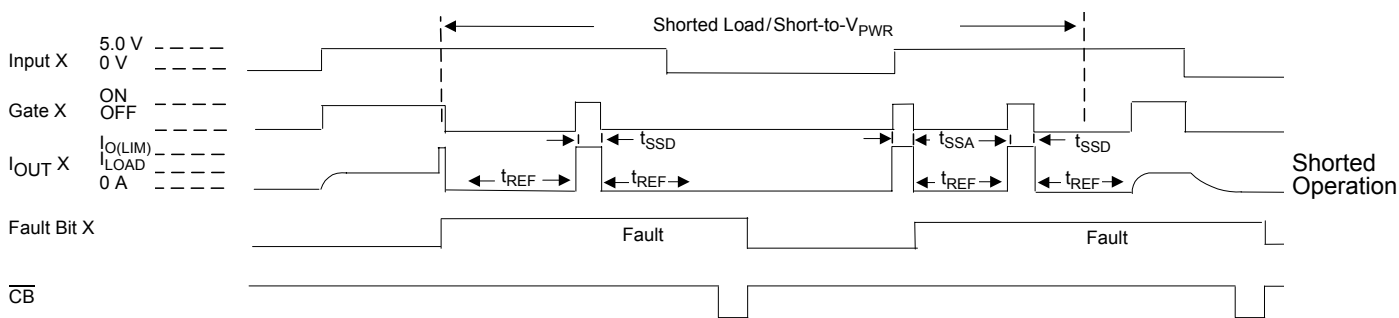 Shorted Load/Short-to-VPWR
5.0 V
Input X
0 V
ON
Gate X
OFF
tSSD
tSSA
tSSD
IO(LIM)
IOUT X
ILOAD
0 A
tREF
tREF
tREF
tREF
Shorted
Operation
Fault Bit X
Fault
Fault
CB